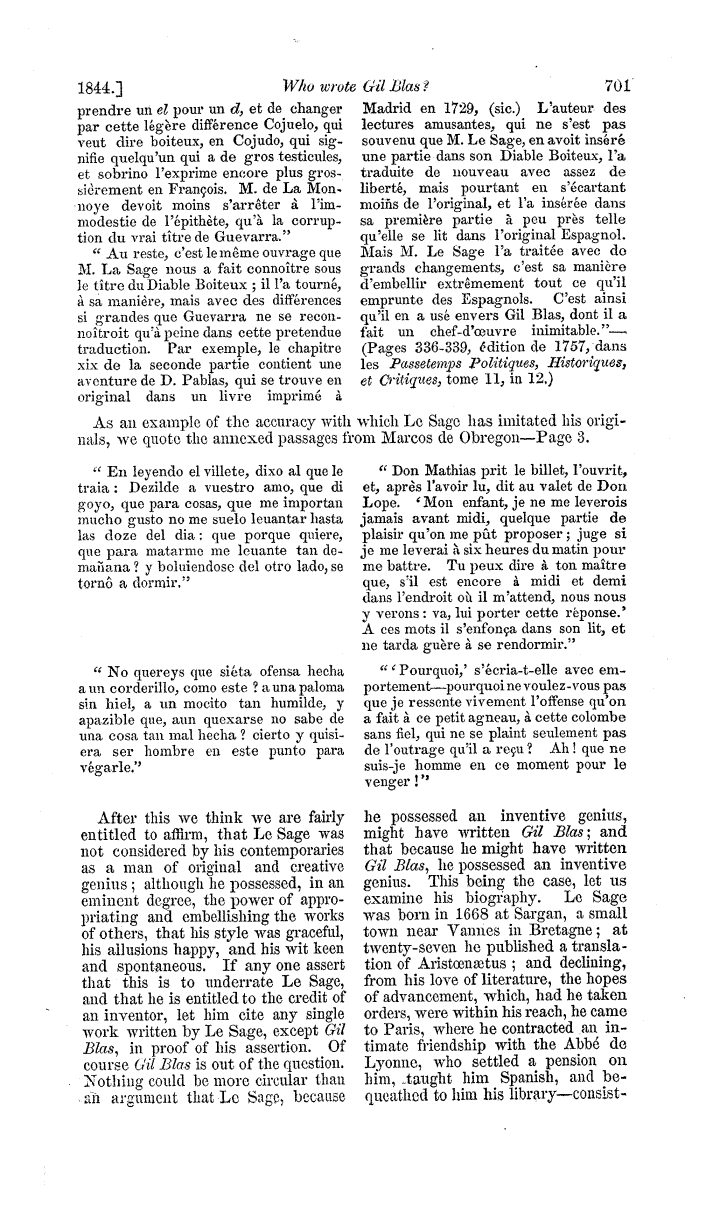 1844.] Who wrote Gil Blas? 701
prendre un el pour un d, et de changer
par cette légère différence Cojuelo, qui
veut dire boiteux, en Cojudo, qui sig-
nifie quelqu'un qui a de gros testicules,
et sobrino l'exprime encore plus gros-
sièrement en François. M. de La Mon-
noye devoit moins s'arrêter à l'im-
modestie de l'épithète, qu'à la corrup-
tion du vrai tître de Guevarra."
" Au reste, c'est le même ouvrage que
M. La Sage nous a fait connoître sous
le tître du Diable Boiteux ; il l'a tourné,
à sa manière, mais avec des différences
si grandes que Guevarra ne se recon-
noîtroit qu'à peine dans cette pretendue
traduction. Par exemple, le chapitre
xix de la seconde partie contient une
aventure de D. Pablas, qui se trouve en
original dans un livre imprimé à
Madrid en 1729, (sic.) L'auteur des
lectures amusantes, qui ne s'est pas
souvenu que M. Le Sage, en avoit inséré
une partie dans son Diable Boiteux, l'a
traduite de nouveau avec assez de
liberté, mais pourtant en s'écartant
moins de l'original, et l'a insérée dans
sa première partie à peu près telle
qu'elle se lit dans l'original Espagnol.
Mais M. Le Sage l'a traitée avec de
grands changements, c'est sa manière
d'embellir extrêmement tout ce qu'il
emprunte des Espagnols. C'est ainsi
qu'il en a usé envers Gil Blas, dont il a
fait un chef-d'œuvre inimitable."—
(Pages 336-339, édition de 1757, dans
les Passetemps Politiques, Historiques,
et Critiques, tome 11, in 12.)
As an example of the accuracy with which Le Sage has imitated his origi-
nals, we quote the annexed passages from Marcos de Obregon—Page 3.
" En leyendo el villete, dixo al que le
traia : Dezilde a vuestro amo, que di
goyo, que para cosas, que me importan
mucho gusto no me suelo leuantar hasta
las doze del dia : que porque quiere,
que para matarme me leuante tan de-
mañana ? y boluiendose del otro lado, se
tornô a dormir."
" Don Mathias prit le billet, l'ouvrit,
et, après l'avoir lu, dit au valet de Don
Lope. ' Mon enfant, je ne me leverois
jamais avant midi, quelque partie de
plaisir qu'on me pût proposer ; juge si
je me leverai à six heures du matin pour
me battre. Tu peux dire à ton maître
que, s'il est encore à midi et demi
dans l'endroit où il m'attend, nous nous
y verons : va, lui porter cette réponse.'
A ces mots il s'enfonça dans son lit, et
ne tarda guère à se rendormir."
" No quereys que siéta ofensa hecha
a un corderillo, como este ? a una paloma
sin hiel, a un mocito tan humilde, y
apazible que, aun quexarse no sabe de
una cosa tan mal hecha ? cierto y quisi-
era ser hombre en este punto para
végarle."
" ' Pourquoi,' s'écria-t-elle avec em-
portement—pourquoi ne voulez-vous pas
que je ressente vivement l'offense qu'on
a fait à ce petit agneau, à cette colombe
sans fiel, qui ne se plaint seulement pas
de l'outrage qu'il a reçu ? Ah ! que ne
suis-je homme en ce moment pour le
venger !"
After this we think we are fairly
entitled to affirm, that Le Sage was
not considered by his contemporaries
as a man of original and creative
genius ; although he possessed, in an
eminent degree, the power of appro-
priating and embellishing the works
of others, that his style was graceful,
his allusions happy, and his wit keen
and spontaneous. If any one assert
that this is to underrate Le Sage,
and that he is entitled to the credit of
an inventor, let him cite any single
work written by Le Sage, except Gil
Blas, in proof of his assertion. Of
course Gil Blas is out of the question.
Nothing could be more circular than
an argument that Le Sage, because
he possessed an inventive genius,
might have written Gil Blas ; and
that because he might have written
Gil Blas, he possessed an inventive
genius. This being the case, let us
examine his biography. Le Sage
was born in 1668 at Sargan, a small
town near Vannes in Bretagne ; at
twenty-seven he published a transla-
tion of Aristœnætus ; and declining,
from his love of literature, the hopes
of advancement, which, had he taken
orders, were within his reach, he came
to Paris, where he contracted an in-
timate friendship with the Abbé de
Lyonne, who settled a pension on
him, taught him Spanish, and be-
queathed to him his library—consist-